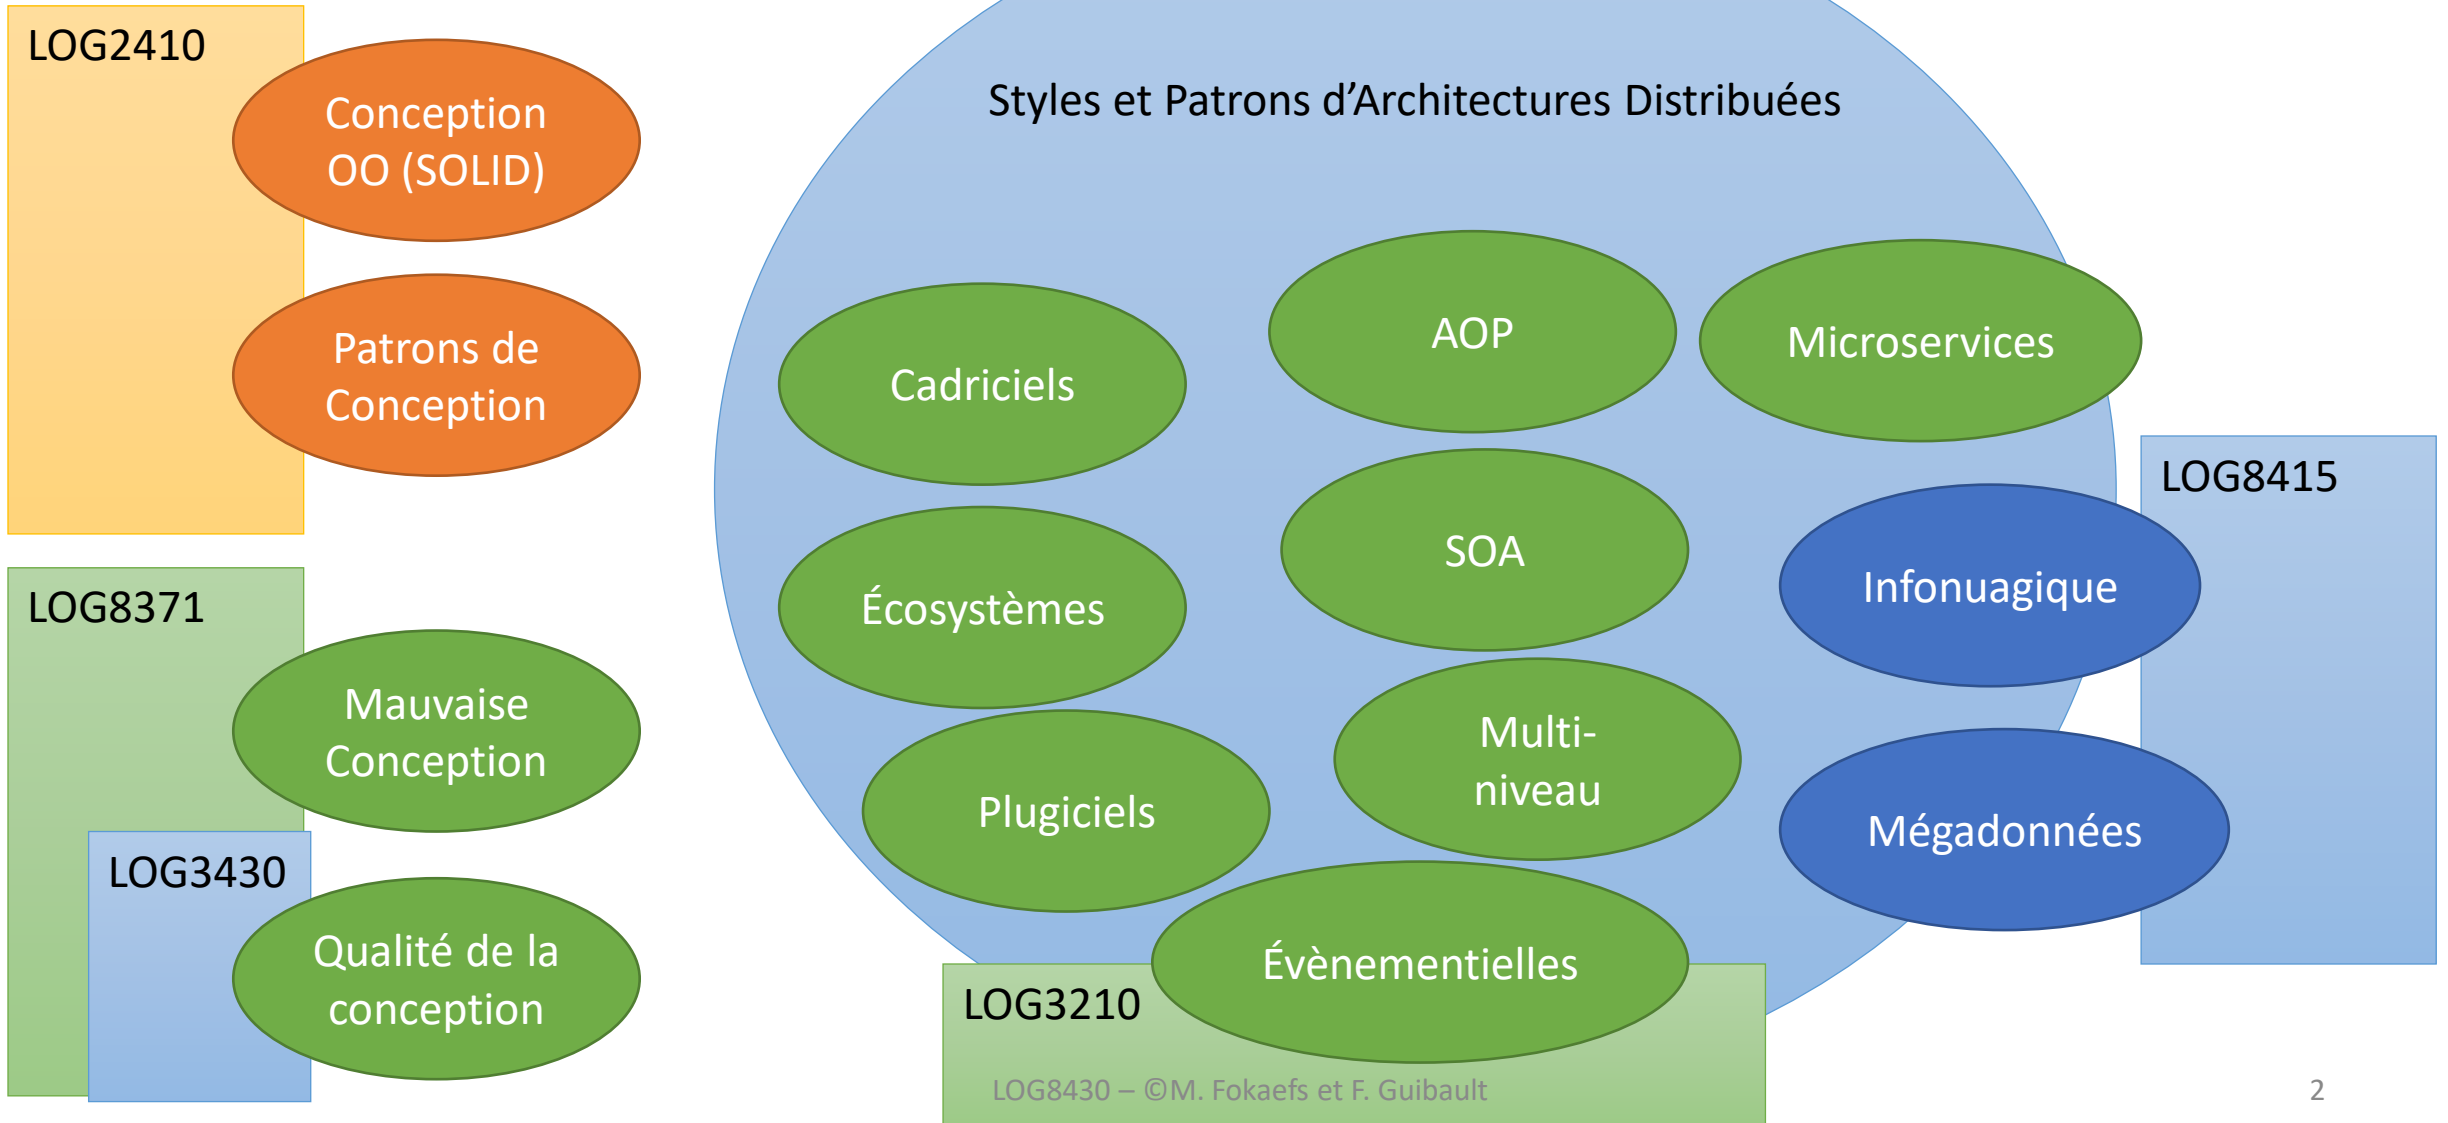 LOG2410
Conception
OO (SOLID)
Patrons de
Conception
LOG8371
Mauvaise
Conception
LOG3430
Qualité de la
conception
Styles et Patrons d’Architectures Distribuées
AOP
Microservices
Cadriciels
LOG8415
SOA
Infonuagique
Écosystèmes
Multi-
niveau
Plugiciels
Mégadonnées
Évènementielles
LOG3210
LOG8430 – ©M. Fokaefs et F. Guibault
2